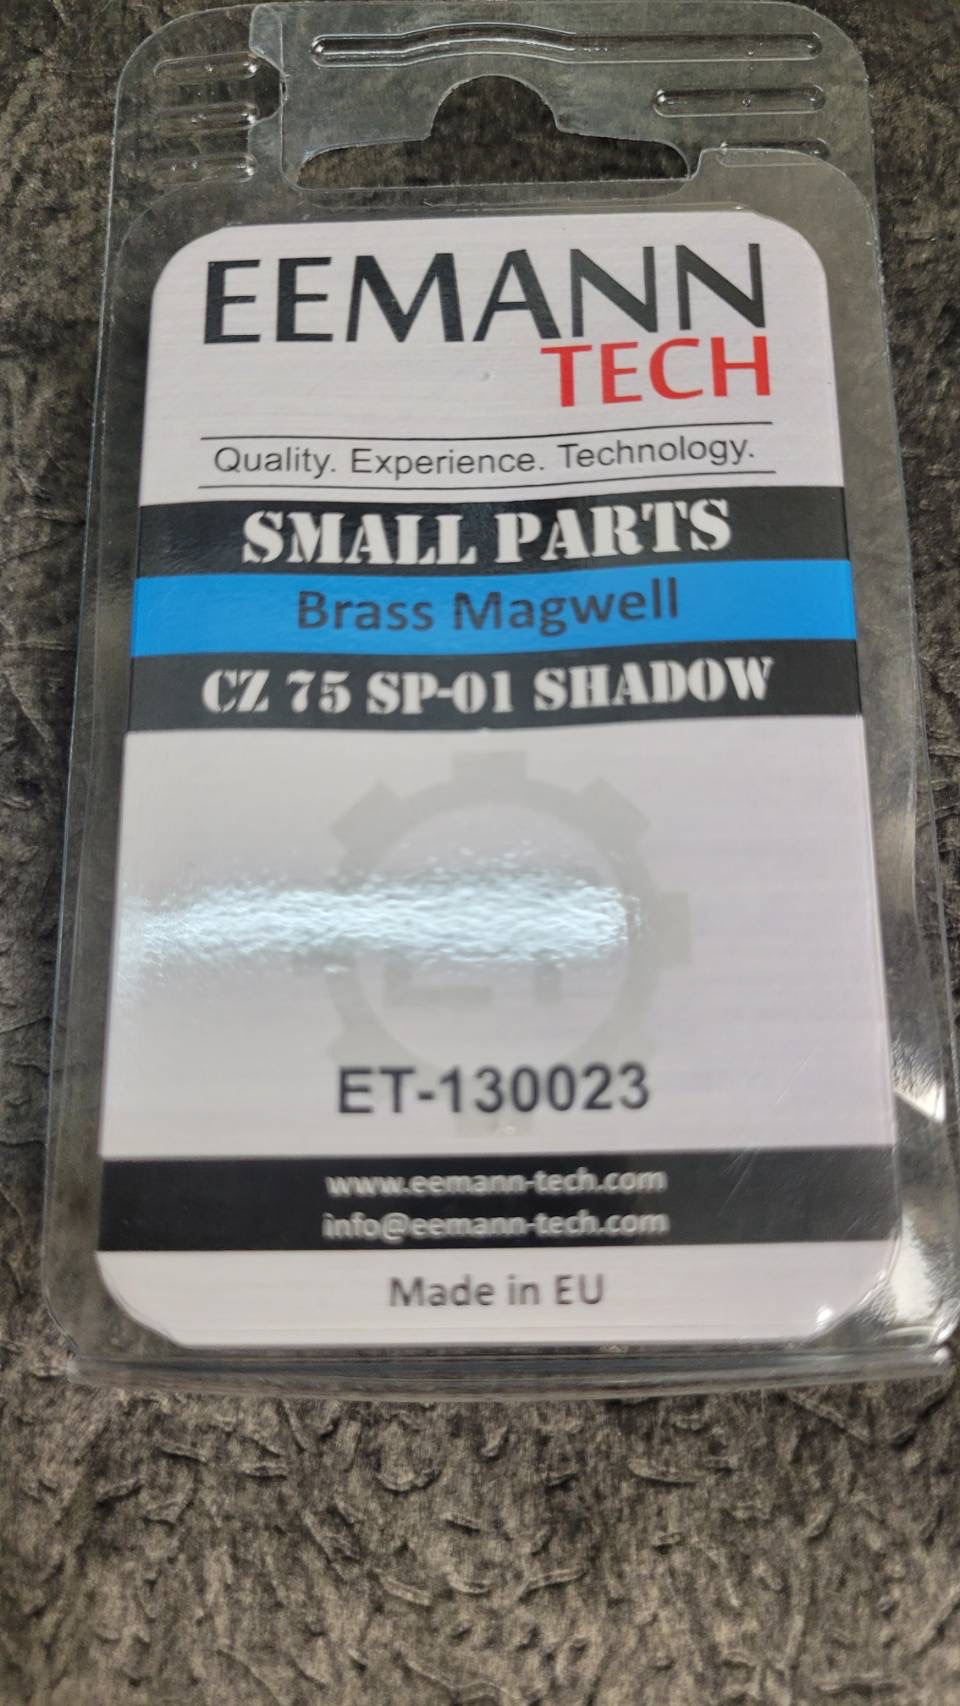 EEMANN
TECH
Quality. Experience. Technology.
SMALL PARTS
Brass Magwell
CZ 75 SP-01 SHADOW
ET-130023
www.eemann-tech.com
info@eemann-tech.com
Made in EU